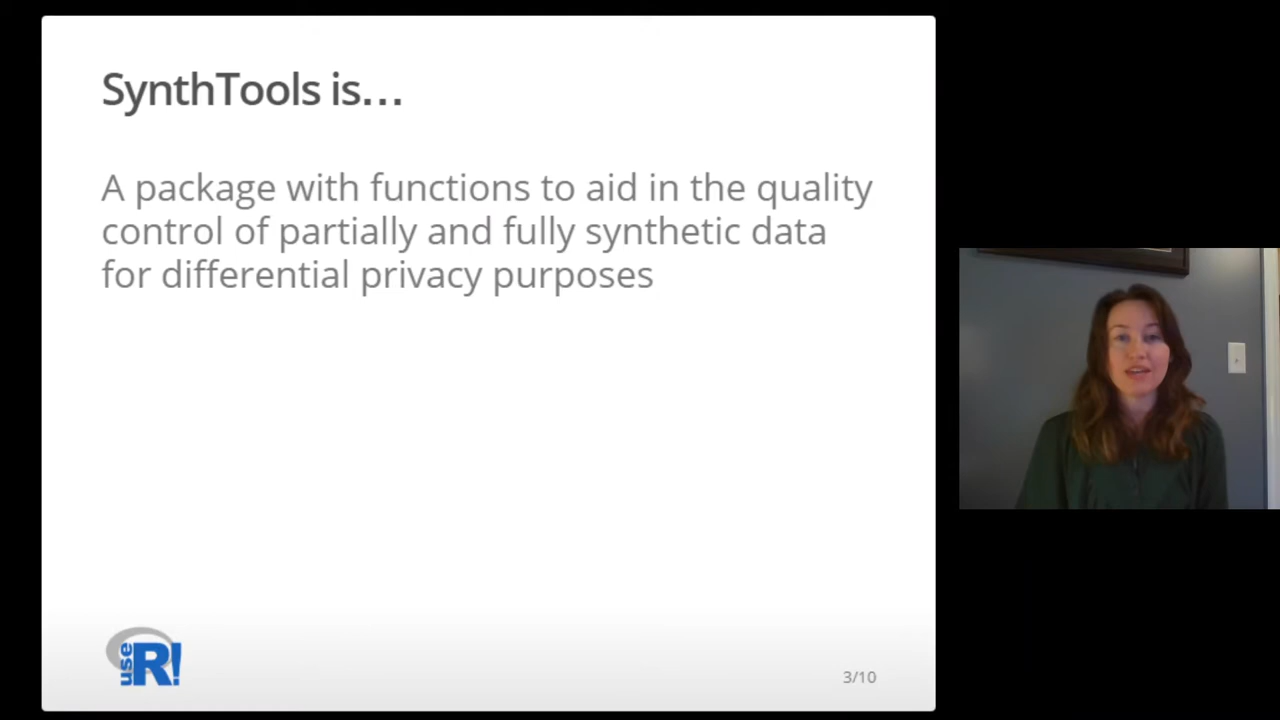 SynthTools is…
A package with functions to aid in the quality
control of partially and fully synthetic data
for differential privacy purposes
use R!
3/10